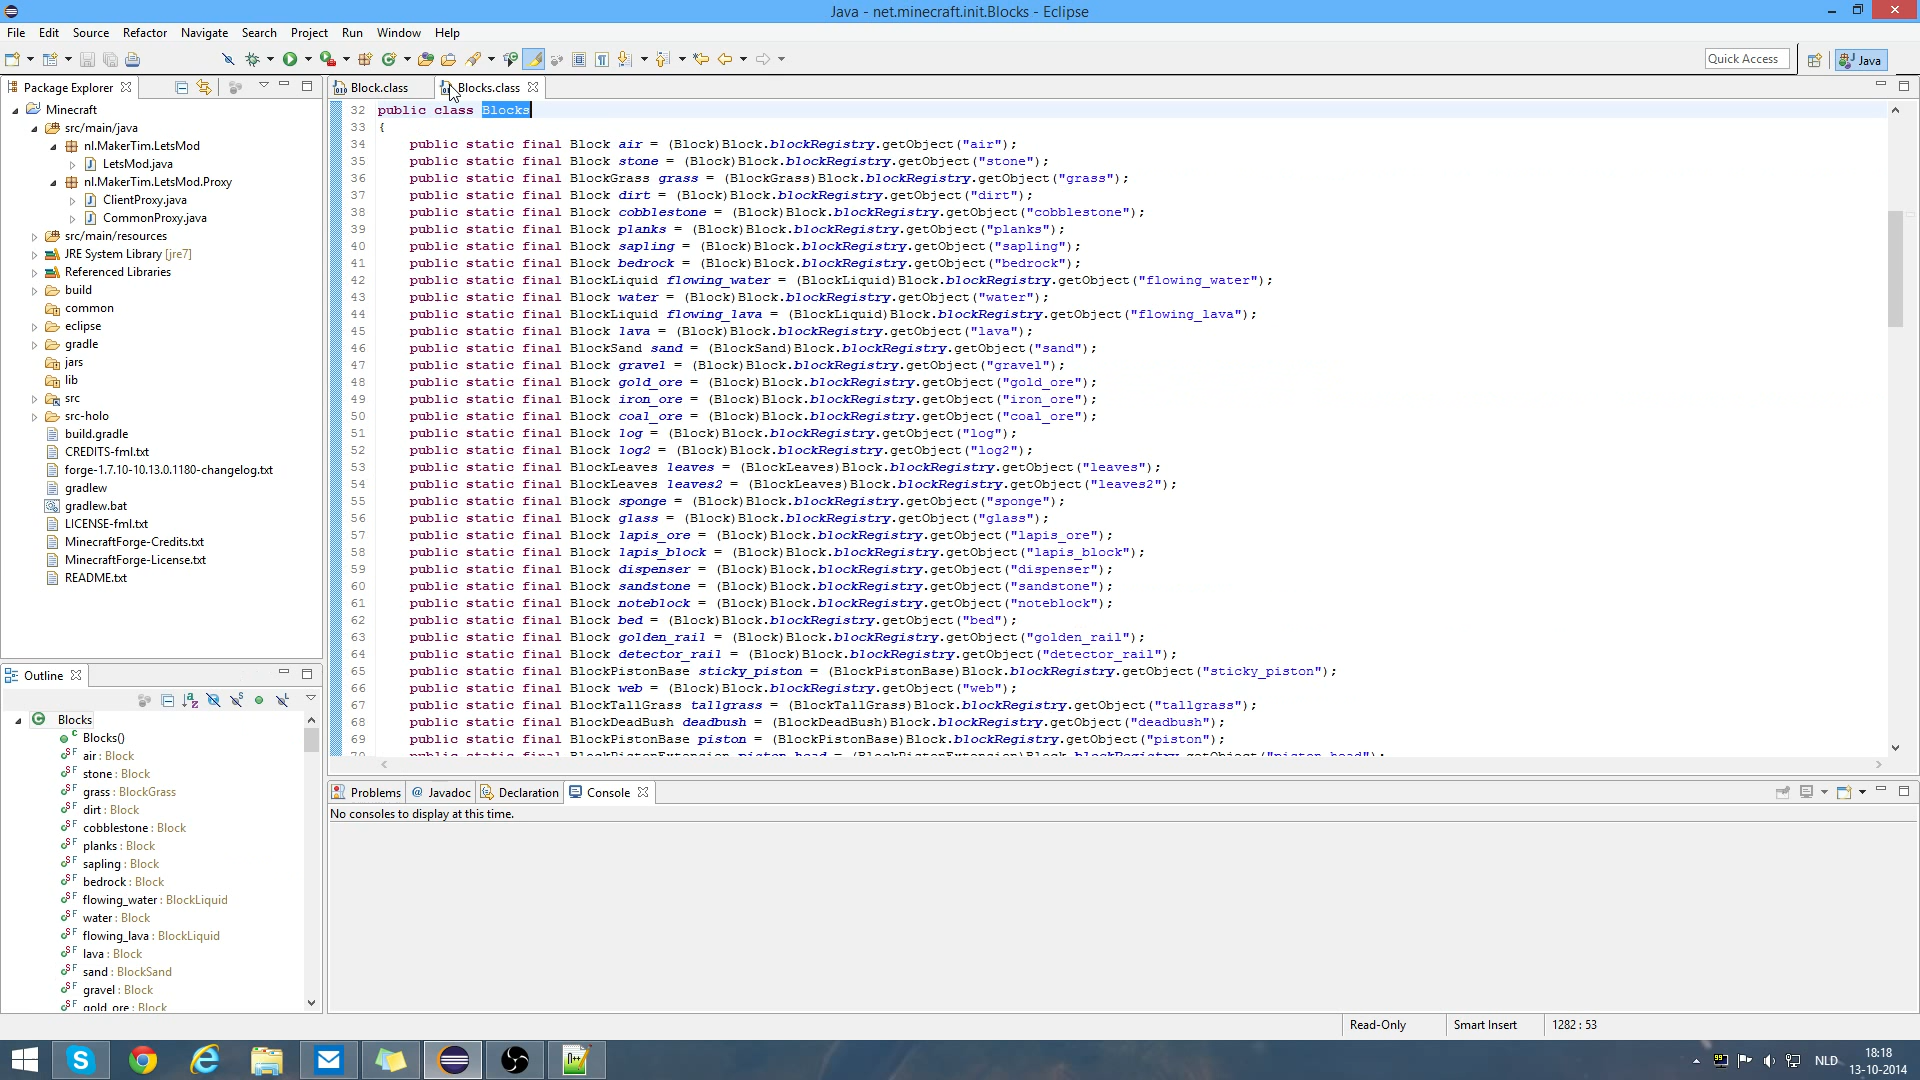 Java - net.minecraft.init.Blocks - Eclipse
File Edit Source Refactor Navigate Search Project Run Window Help
Quick Access
Java
Package Explorer
Minecraft
src/main/java
nl.MakerTim.LetsMod
LetsMod.java
nl.MakerTim.LetsMod.Proxy
ClientProxy.java
CommonProxy.java
src/main/resources
JRE System Library [jre7]
Referenced Libraries
build
common
eclipse
gradle
jars
lib
src
src-holo
build.gradle
CREDITS-fml.txt
forge-1.7.10-10.13.0.1180-changelog.txt
gradlew
gradlew.bat
LICENSE-fml.txt
MinecraftForge-Credits.txt
MinecraftForge-License.txt
README.txt
Outline
Blocks
Blocks()
air : Block
stone : Block
grass : BlockGrass
dirt : Block
cobblestone : Block
planks : Block
sapling : Block
bedrock : Block
flowing_water : BlockLiquid
water : Block
flowing_lava : BlockLiquid
lava : Block
sand : BlockSand
gravel : Block
gold_ore : Block
Block.class Blocks.class
32 public class Blocks
33 {
34 public static final Block air = (Block)Block.blockRegistry.getObject("air");
35 public static final Block stone = (Block)Block.blockRegistry.getObject("stone");
36 public static final BlockGrass grass = (BlockGrass)Block.blockRegistry.getObject("grass");
37 public static final Block dirt = (Block)Block.blockRegistry.getObject("dirt");
38 public static final Block cobblestone = (Block)Block.blockRegistry.getObject("cobblestone");
39 public static final Block planks = (Block)Block.blockRegistry.getObject("planks");
40 public static final Block sapling = (Block)Block.blockRegistry.getObject("sapling");
41 public static final Block bedrock = (Block)Block.blockRegistry.getObject("bedrock");
42 public static final BlockLiquid flowing_water = (BlockLiquid)Block.blockRegistry.getObject("flowing_water");
43 public static final Block water = (Block)Block.blockRegistry.getObject("water");
44 public static final BlockLiquid flowing_lava = (BlockLiquid)Block.blockRegistry.getObject("flowing_lava");
45 public static final Block lava = (Block)Block.blockRegistry.getObject("lava");
46 public static final BlockSand sand = (BlockSand)Block.blockRegistry.getObject("sand");
47 public static final Block gravel = (Block)Block.blockRegistry.getObject("gravel");
48 public static final Block gold_ore = (Block)Block.blockRegistry.getObject("gold_ore");
49 public static final Block iron_ore = (Block)Block.blockRegistry.getObject("iron_ore");
50 public static final Block coal_ore = (Block)Block.blockRegistry.getObject("coal_ore");
51 public static final Block log = (Block)Block.blockRegistry.getObject("log");
52 public static final Block log2 = (Block)Block.blockRegistry.getObject("log2");
53 public static final BlockLeaves leaves = (BlockLeaves)Block.blockRegistry.getObject("leaves");
54 public static final BlockLeaves leaves2 = (BlockLeaves)Block.blockRegistry.getObject("leaves2");
55 public static final Block sponge = (Block)Block.blockRegistry.getObject("sponge");
56 public static final Block glass = (Block)Block.blockRegistry.getObject("glass");
57 public static final Block lapis_ore = (Block)Block.blockRegistry.getObject("lapis_ore");
58 public static final Block lapis_block = (Block)Block.blockRegistry.getObject("lapis_block");
59 public static final Block dispenser = (Block)Block.blockRegistry.getObject("dispenser");
60 public static final Block sandstone = (Block)Block.blockRegistry.getObject("sandstone");
61 public static final Block noteblock = (Block)Block.blockRegistry.getObject("noteblock");
62 public static final Block bed = (Block)Block.blockRegistry.getObject("bed");
63 public static final Block golden_rail = (Block)Block.blockRegistry.getObject("golden_rail");
64 public static final Block detector_rail = (Block)Block.blockRegistry.getObject("detector_rail");
65 public static final BlockPistonBase sticky_piston = (BlockPistonBase)Block.blockRegistry.getObject("sticky_piston");
66 public static final Block web = (Block)Block.blockRegistry.getObject("web");
67 public static final BlockTallGrass tallgrass = (BlockTallGrass)Block.blockRegistry.getObject("tallgrass");
68 public static final BlockDeadBush deadbush = (BlockDeadBush)Block.blockRegistry.getObject("deadbush");
69 public static final BlockPistonBase piston = (BlockPistonBase)Block.blockRegistry.getObject("piston");
70 public static final BlockPistonExtension piston_head = (BlockPistonExtension)Block.blockRegistry.getObject("piston_head");
Problems @ Javadoc Declaration Console
No consoles to display at this time.
Read-Only Smart Insert 1282 : 53
NLD
18:18
13-10-2014